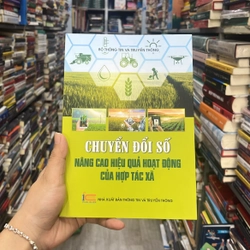 BỘ THÔNG TIN VÀ TRUYỀN THÔNG
CHUYỂN ĐỔI SỐ
NÂNG CAO HIỆU QUẢ HOẠT ĐỘNG
CỦA HỢP TÁC XÃ
NHÀ XUẤT BẢN THÔNG TIN VÀ TRUYỀN THÔNG